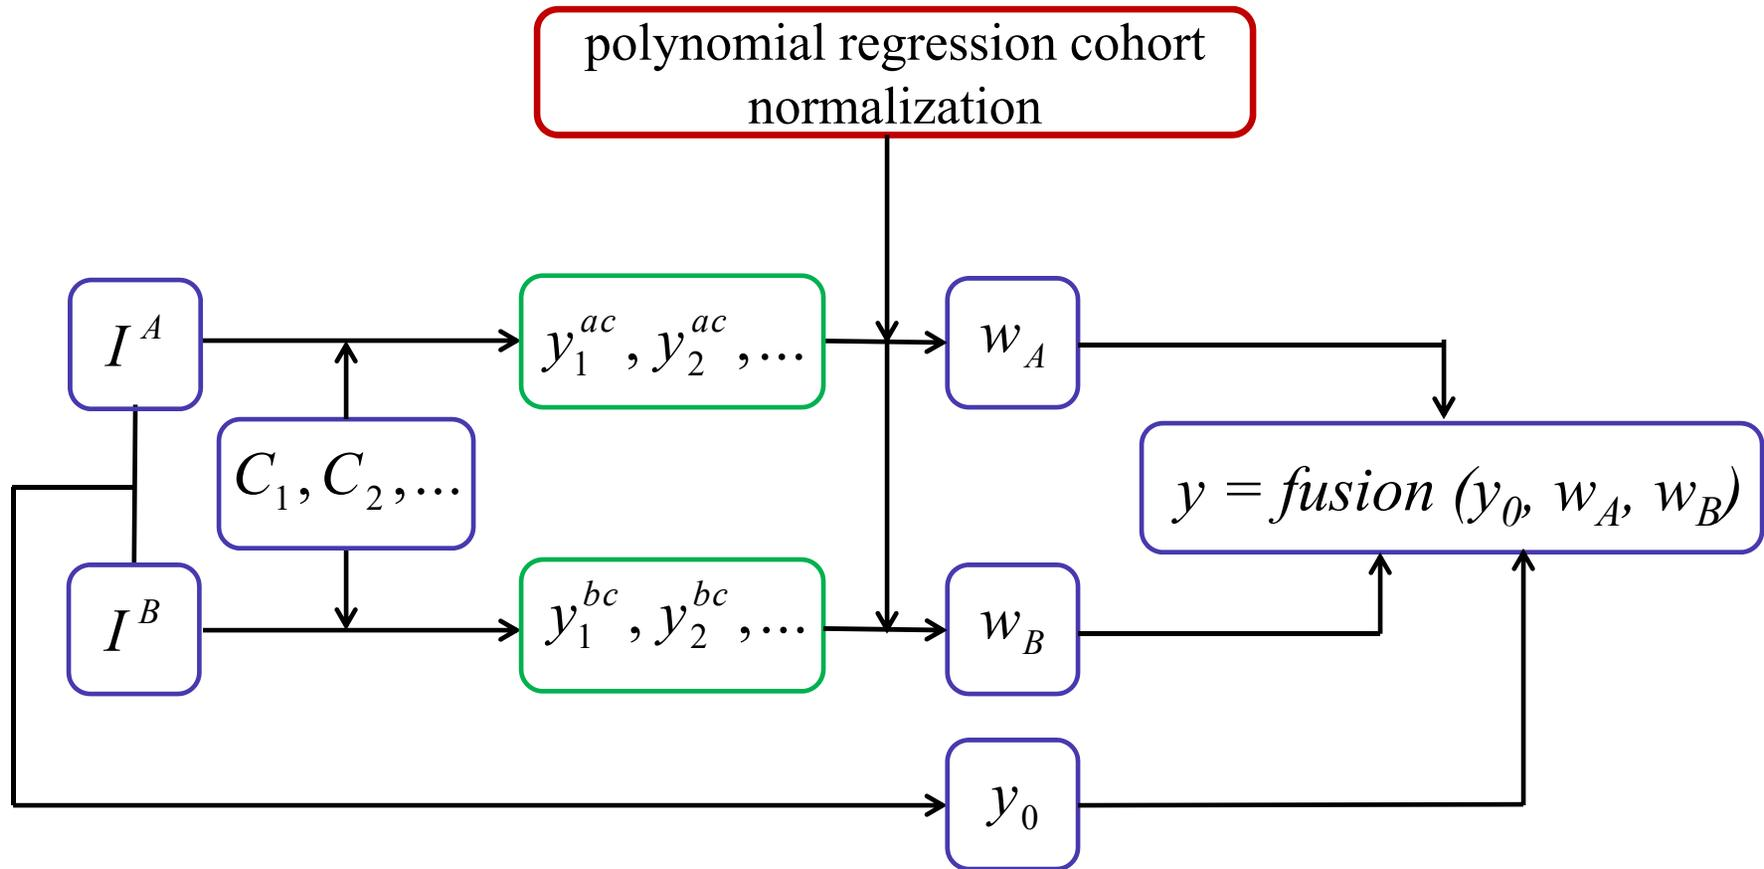 polynomial regression cohort
normalization
I^A
y_1^{ac}, y_2^{ac}, ...
w_A
C_1, C_2, ...
y = fusion (y_0, w_A, w_B)
I^B
y_1^{bc}, y_2^{bc}, ...
w_B
y_0